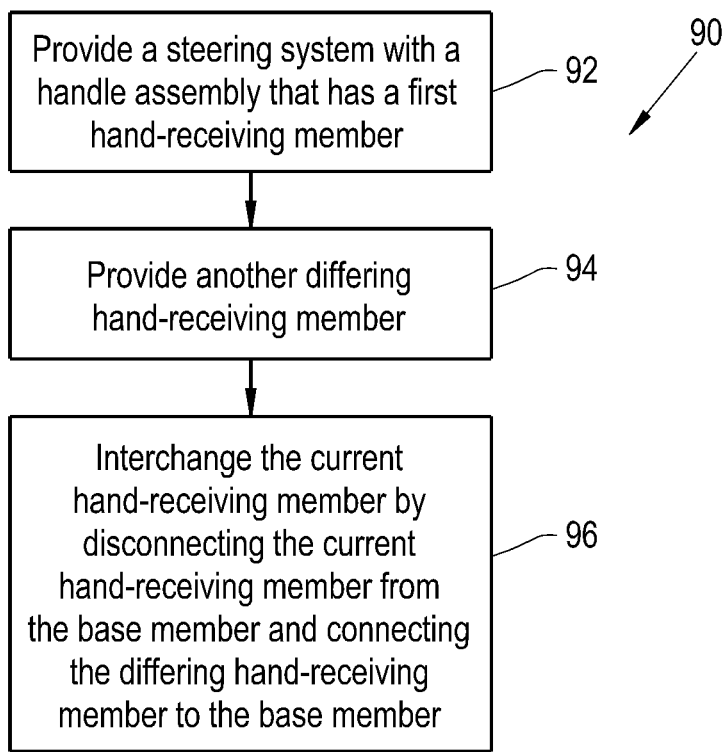 Provide a steering system with a
handle assembly that has a first
hand-receiving member
92
90
Provide another differing
hand-receiving member
94
Interchange the current
hand-receiving member by
disconnecting the current
hand-receiving member from
the base member and connecting
the differing hand-receiving
member to the base member
96